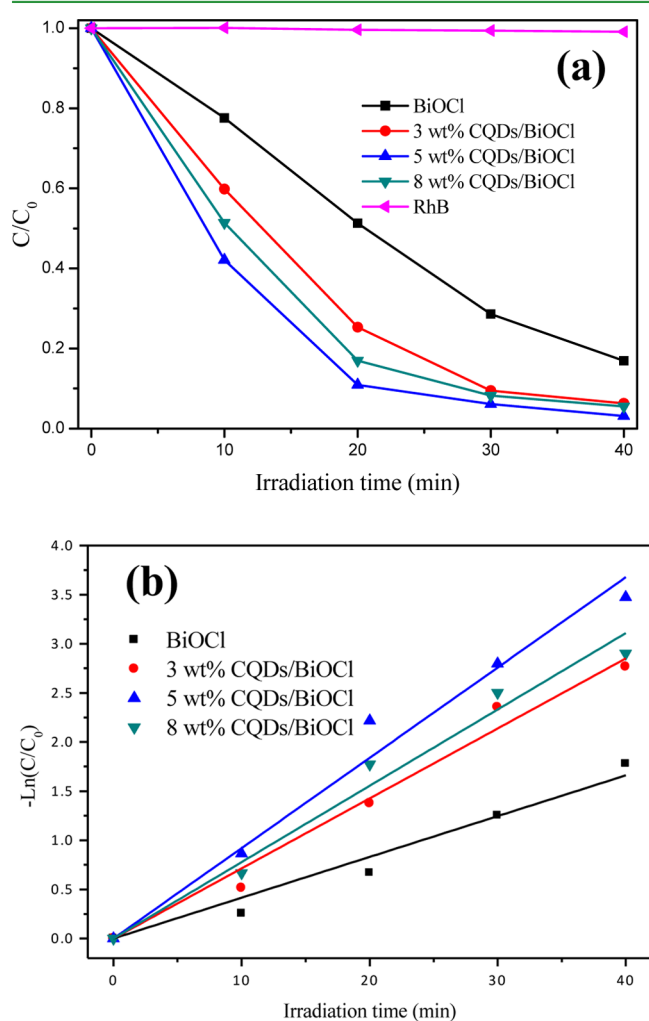 (a)
1.0
0.8
0.6
0.4
0.2
0.0
C/C0
BiOCl
3 wt% CQDs/BiOCl
5 wt% CQDs/BiOCl
8 wt% CQDs/BiOCl
RhB
0 10 20 30 40
Irradiation time (min)
(b)
4.0
3.5
3.0
2.5
2.0
1.5
1.0
0.5
0.0
-Ln(C/C0)
BiOCl
3 wt% CQDs/BiOCl
5 wt% CQDs/BiOCl
8 wt% CQDs/BiOCl
0 10 20 30 40
Irradiation time (min)